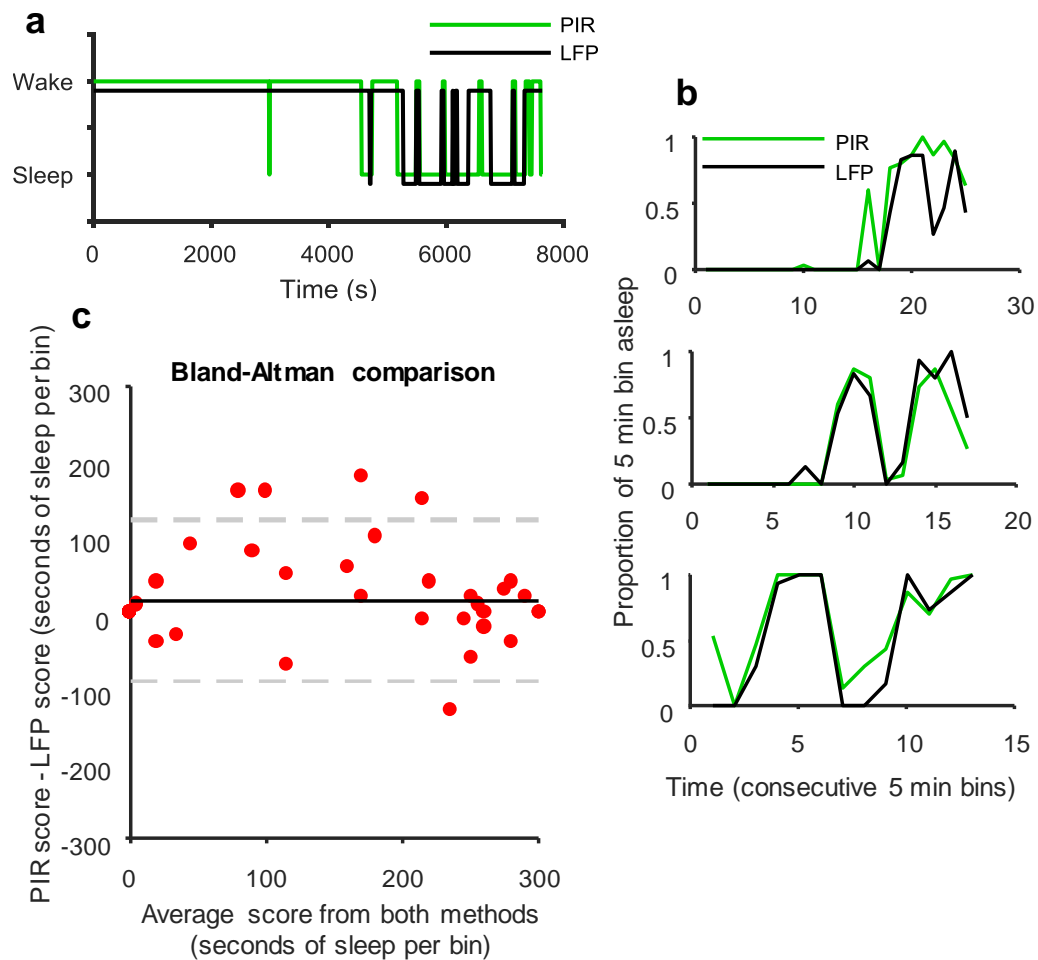 a
PIR
LFP
Wake
Sleep
0
2000
4000
6000
8000
Time (s)
b
1
PIR
LFP
0.5
0
0
10
20
30
1
0.5
0
0
5
10
15
20
1
0.5
0
0
5
10
15
Proportion of 5 min bin asleep
Time (consecutive 5 min bins)
c
Bland-Altman comparison
300
200
100
0
-100
-200
-300
0
100
200
300
PIR score - LFP score (seconds of sleep per bin)
Average score from both methods
(seconds of sleep per bin)